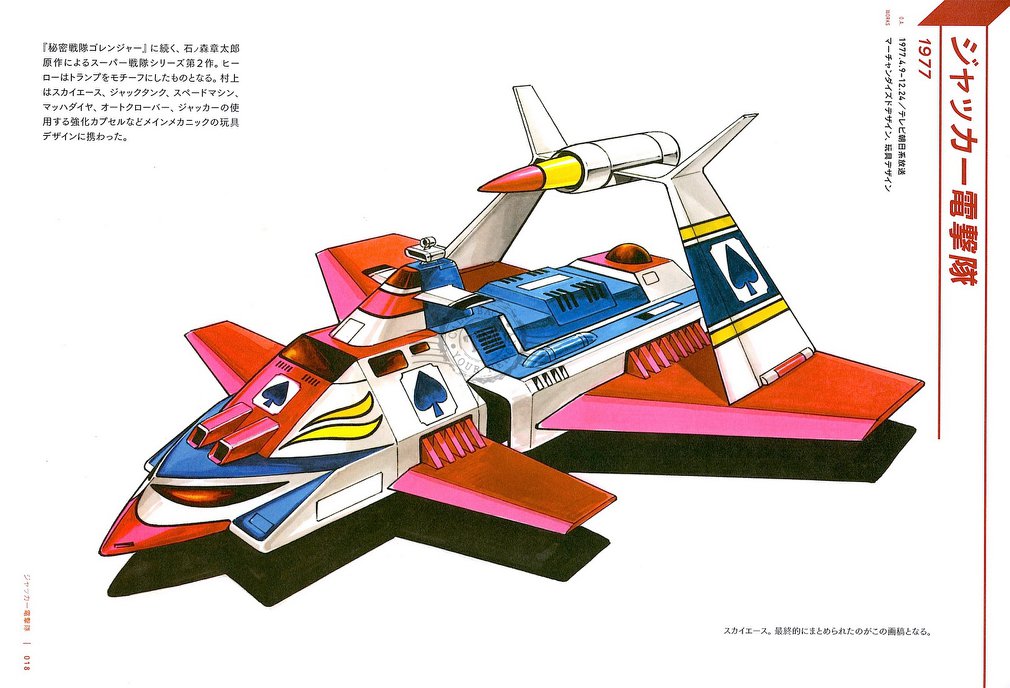 ジャッカー電撃隊
1977
O.A. 1977.4.9-12.24/テレビ朝日系放送
WORKS マーチャンダイズドデザイン、玩具デザイン
『秘密戦隊ゴレンジャー』に続く、石ノ森章太郎
原作によるスーパー戦隊シリーズ第2作。ヒー
ローはトランプをモチーフにしたものとなる。村上
はスカイエース、ジャックタンク、スペードマシン、
マッハダイヤ、オートクローバー、ジャッカーの使
用する強化カプセルなどメインメカニックの玩具
デザインに携わった。
スカイエース。最終的にまとめられたのがこの画稿となる。
ジャッカー電撃隊 | 018